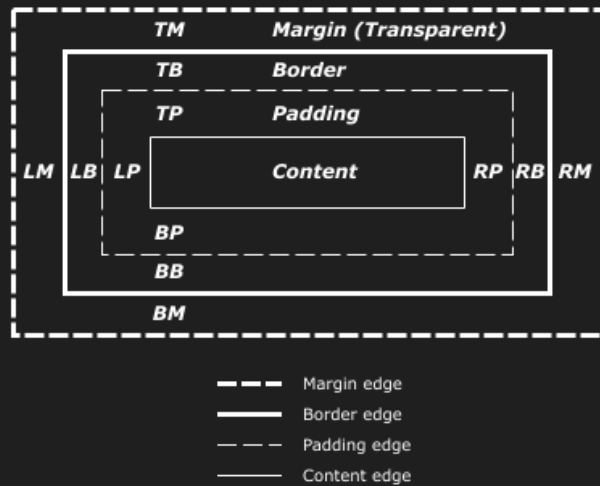 TM Margin (Transparent)
TB Border
TP Padding
LM LB LP Content RP RB RM
BP
BB
BM
Margin edge
Border edge
Padding edge
Content edge